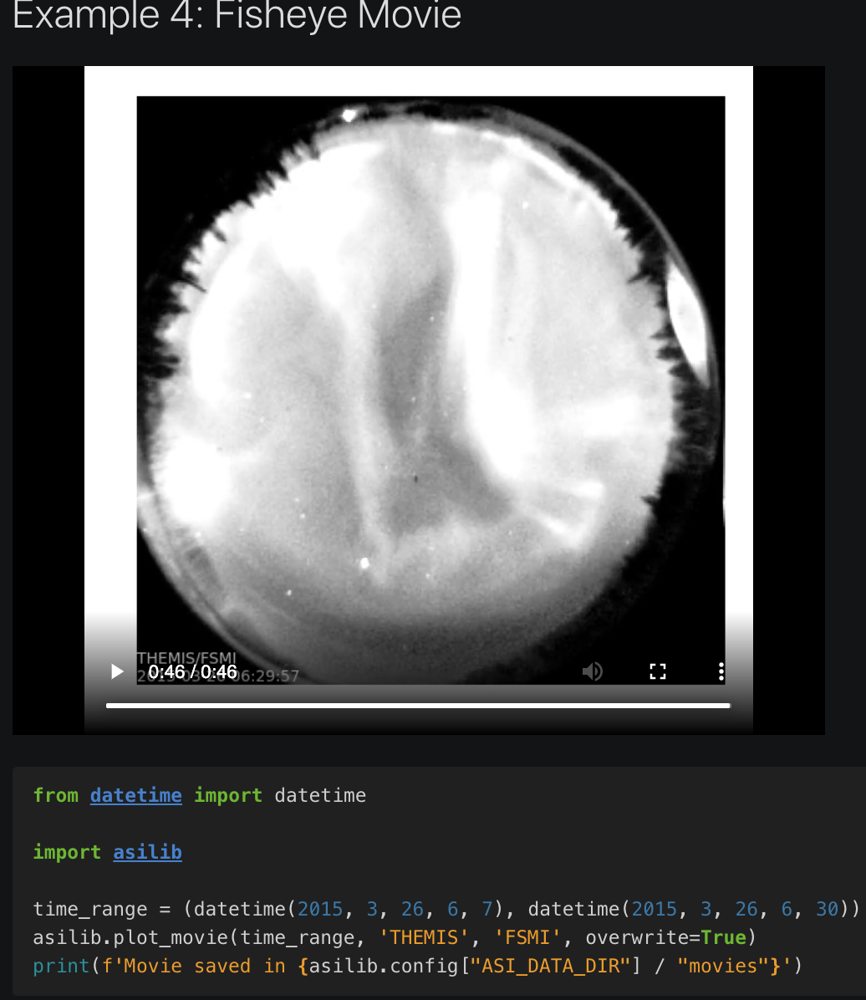 Example 4: Fisheye Movie
THEMIS/FSMI
0:46 / 0:46
2015-03-26 06:29:57
from datetime import datetime
import asilib
time_range = (datetime(2015, 3, 26, 6, 7), datetime(2015, 3, 26, 6, 30))
asilib.plot_movie(time_range, 'THEMIS', 'FSMI', overwrite=True)
print(f'Movie saved in {asilib.config["ASI_DATA_DIR"] / "movies"}')